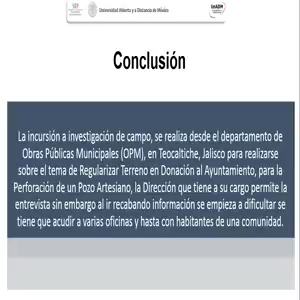 SEP
Universidad Abierta y a Distancia de México
UnADM
Conclusión
La incursión a investigación de campo, se realiza desde el departamento de
Obras Públicas Municipales (OPM), en Teocaltiche, Jalisco para realizarse
sobre el tema de Regularizar Terreno en Donación al Ayuntamiento, para la
Perforación de un Pozo Artesiano, la Dirección que tiene a su cargo permite la
entrevista sin embargo al ir recabando información se empieza a dificultar se
tiene que acudir a varias oficinas y hasta con habitantes de una comunidad.